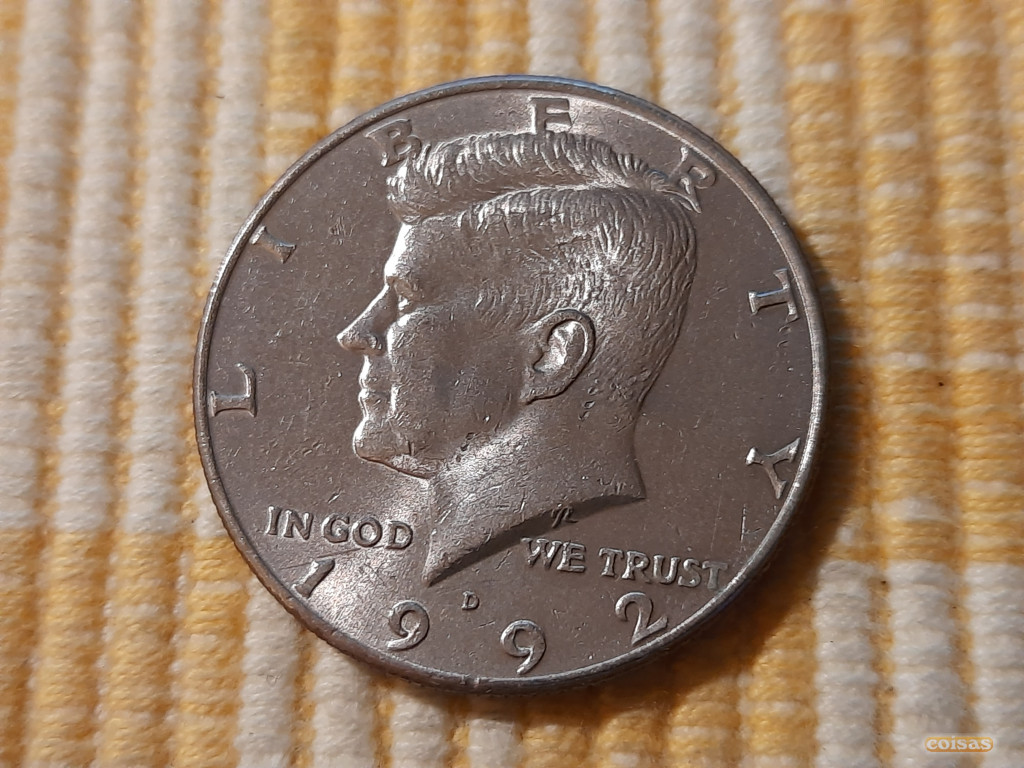 LIBERTY
IN GOD WE TRUST
D
1992
coisas